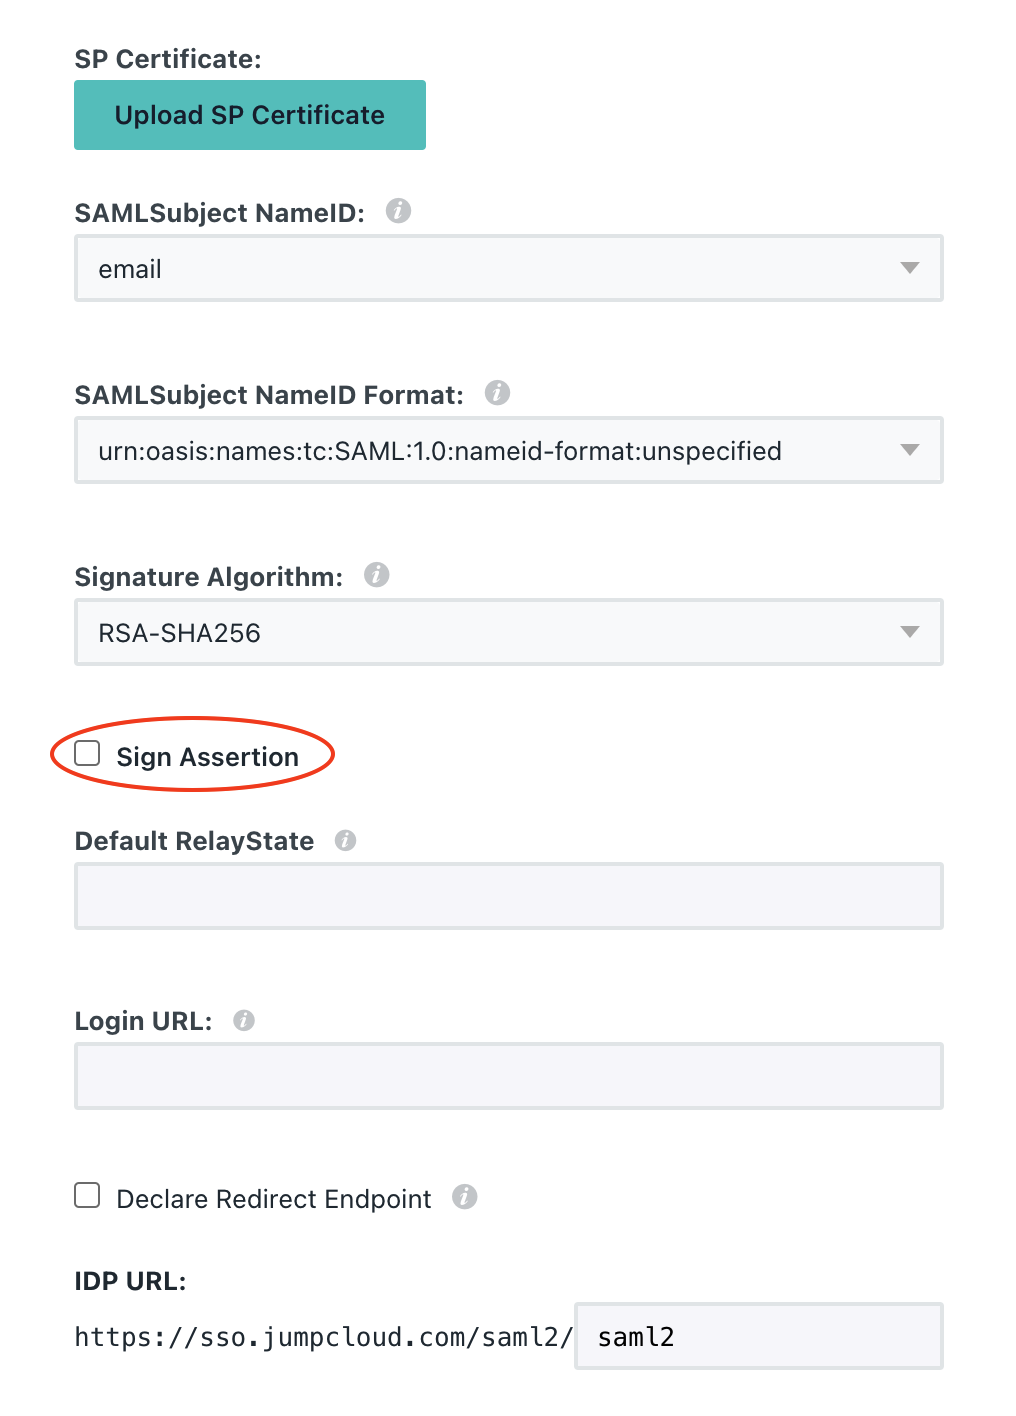 SP Certificate:
Upload SP Certificate
SAMLSubject NameID: i
email
SAMLSubject NameID Format: i
urn:oasis:names:tc:SAML:1.0:nameid-format:unspecified
Signature Algorithm: i
RSA-SHA256
Sign Assertion
Default RelayState i
Login URL: i
Declare Redirect Endpoint i
IDP URL:
https://sso.jumpcloud.com/saml2/ saml2